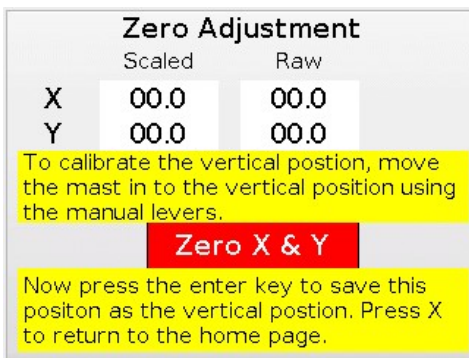 Zero Adjustment
Scaled Raw
X 00.0 00.0
Y 00.0 00.0
To calibrate the vertical postion, move
the mast in to the vertical position using
the manual levers.
Zero X & Y
Now press the enter key to save this
positon as the vertical postion. Press X
to return to the home page.